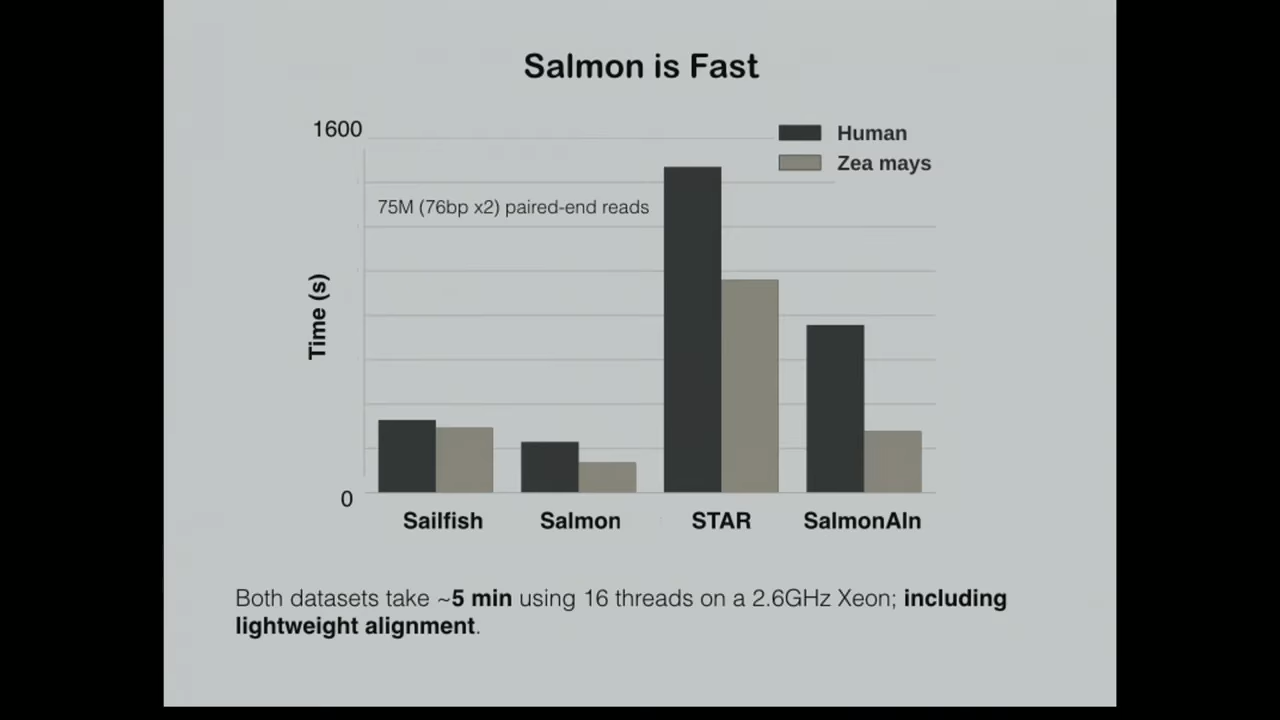 Salmon is Fast
1600
Human
Zea mays
75M (76bp x2) paired-end reads
Time (s)
0
Sailfish
Salmon
STAR
SalmonAln
Both datasets take ~5 min using 16 threads on a 2.6GHz Xeon; including
lightweight alignment.